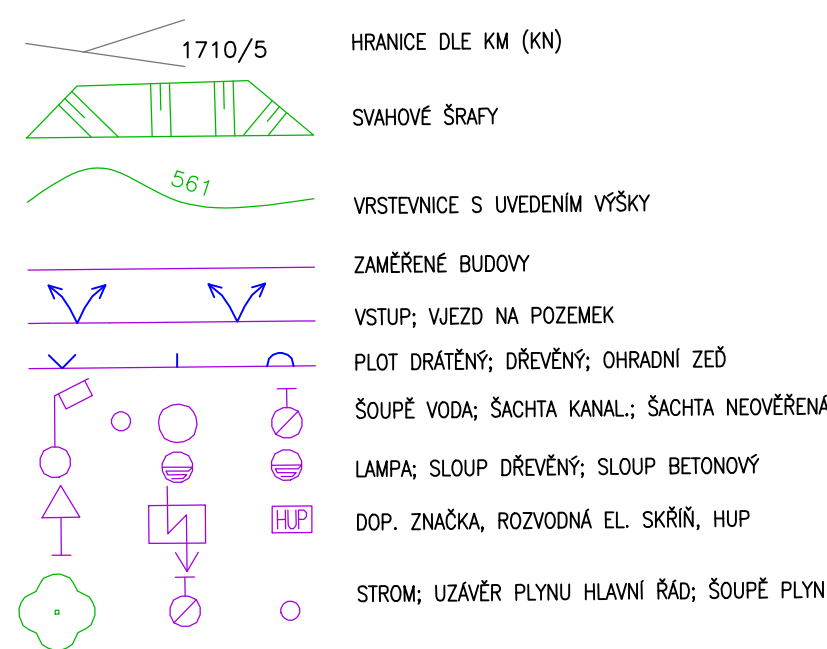 1710/5 HRANICE DLE KM (KN)
SVAHOVÉ ŠRAFY
561
VRSTEVNICE S UVEDENÍM VÝŠKY
ZAMĚŘENÉ BUDOVY
VSTUP; VJEZD NA POZEMEK
PLOT DRÁTĚNÝ; DŘEVĚNÝ; OHRADNÍ ZEĎ
ŠOUPĚ VODA; ŠACHTA KANAL.; ŠACHTA NEOVĚŘENÁ
LAMPA; SLOUP DŘEVĚNÝ; SLOUP BETONOVÝ
HUP DOP. ZNAČKA, ROZVODNÁ EL. SKŘÍŇ, HUP
STROM; UZÁVĚR PLYNU HLAVNÍ ŘÁD; ŠOUPĚ PLYN